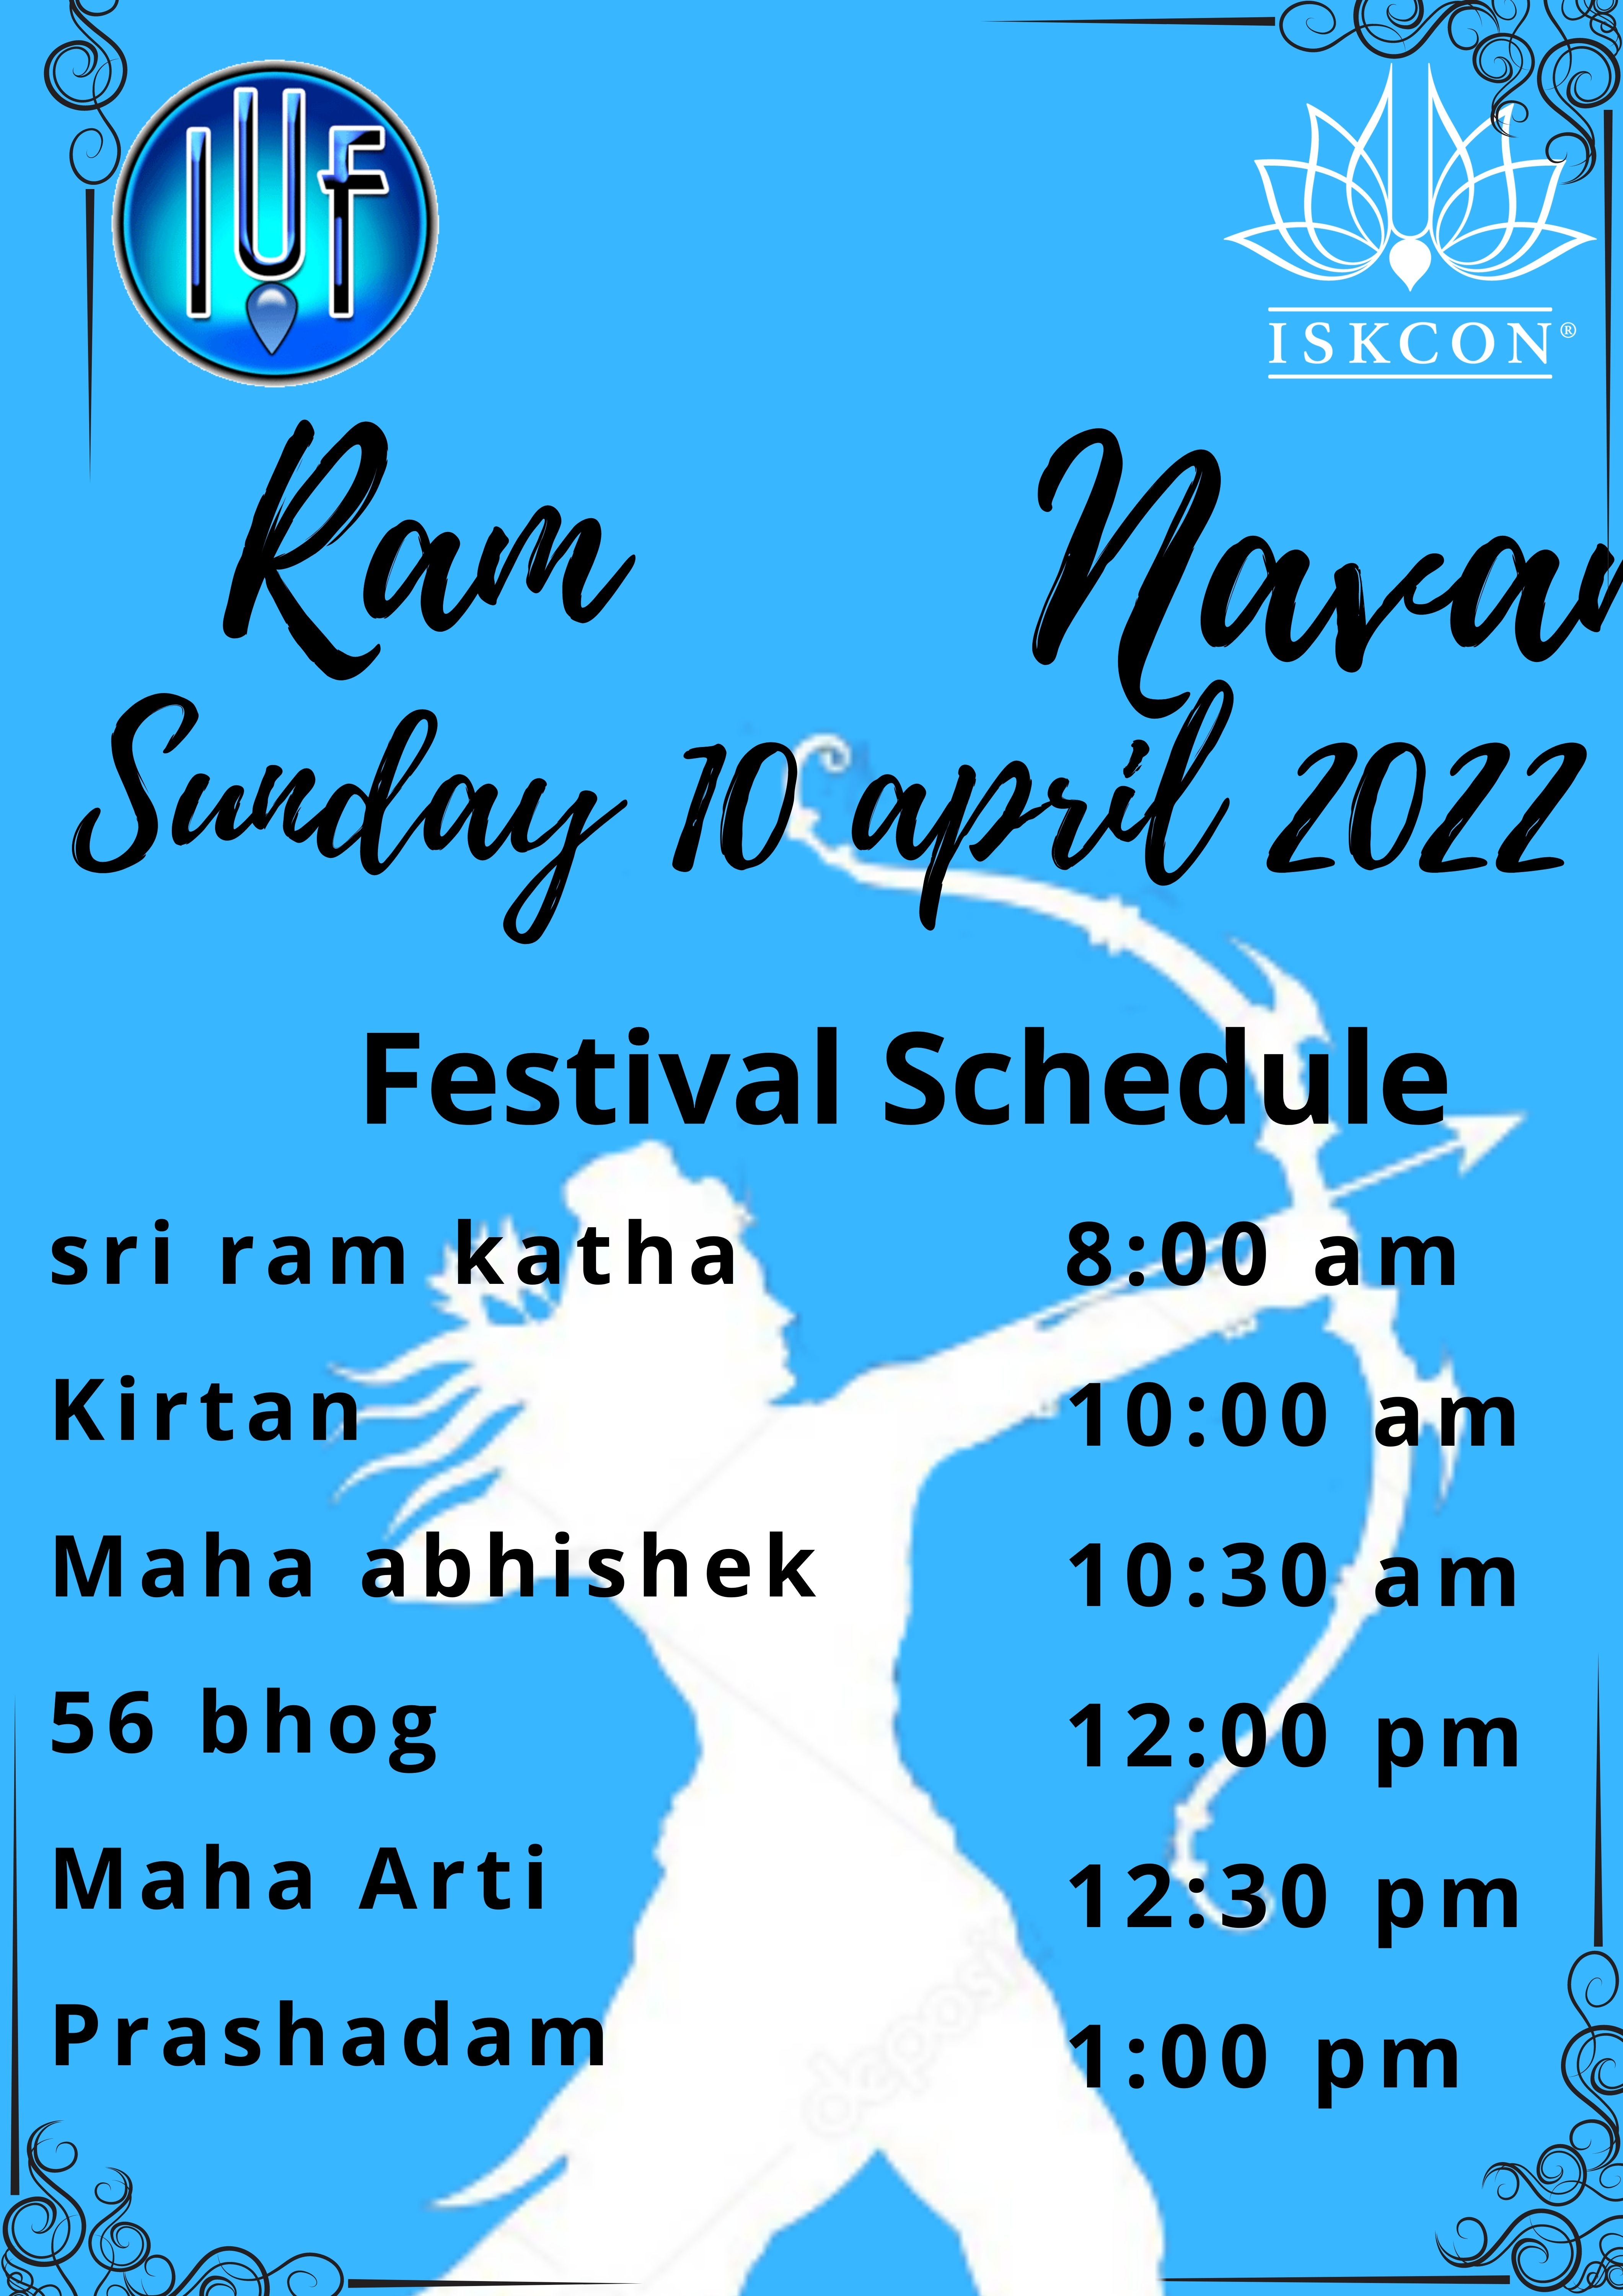 IUF
ISKCON®
Ram Navam
Sunday 10 april 2022
Festival Schedule
sri ram katha 8:00 am
Kirtan 10:00 am
Maha abhishek 10:30 am
56 bhog 12:00 pm
Maha Arti 12:30 pm
Prashadam 1:00 pm